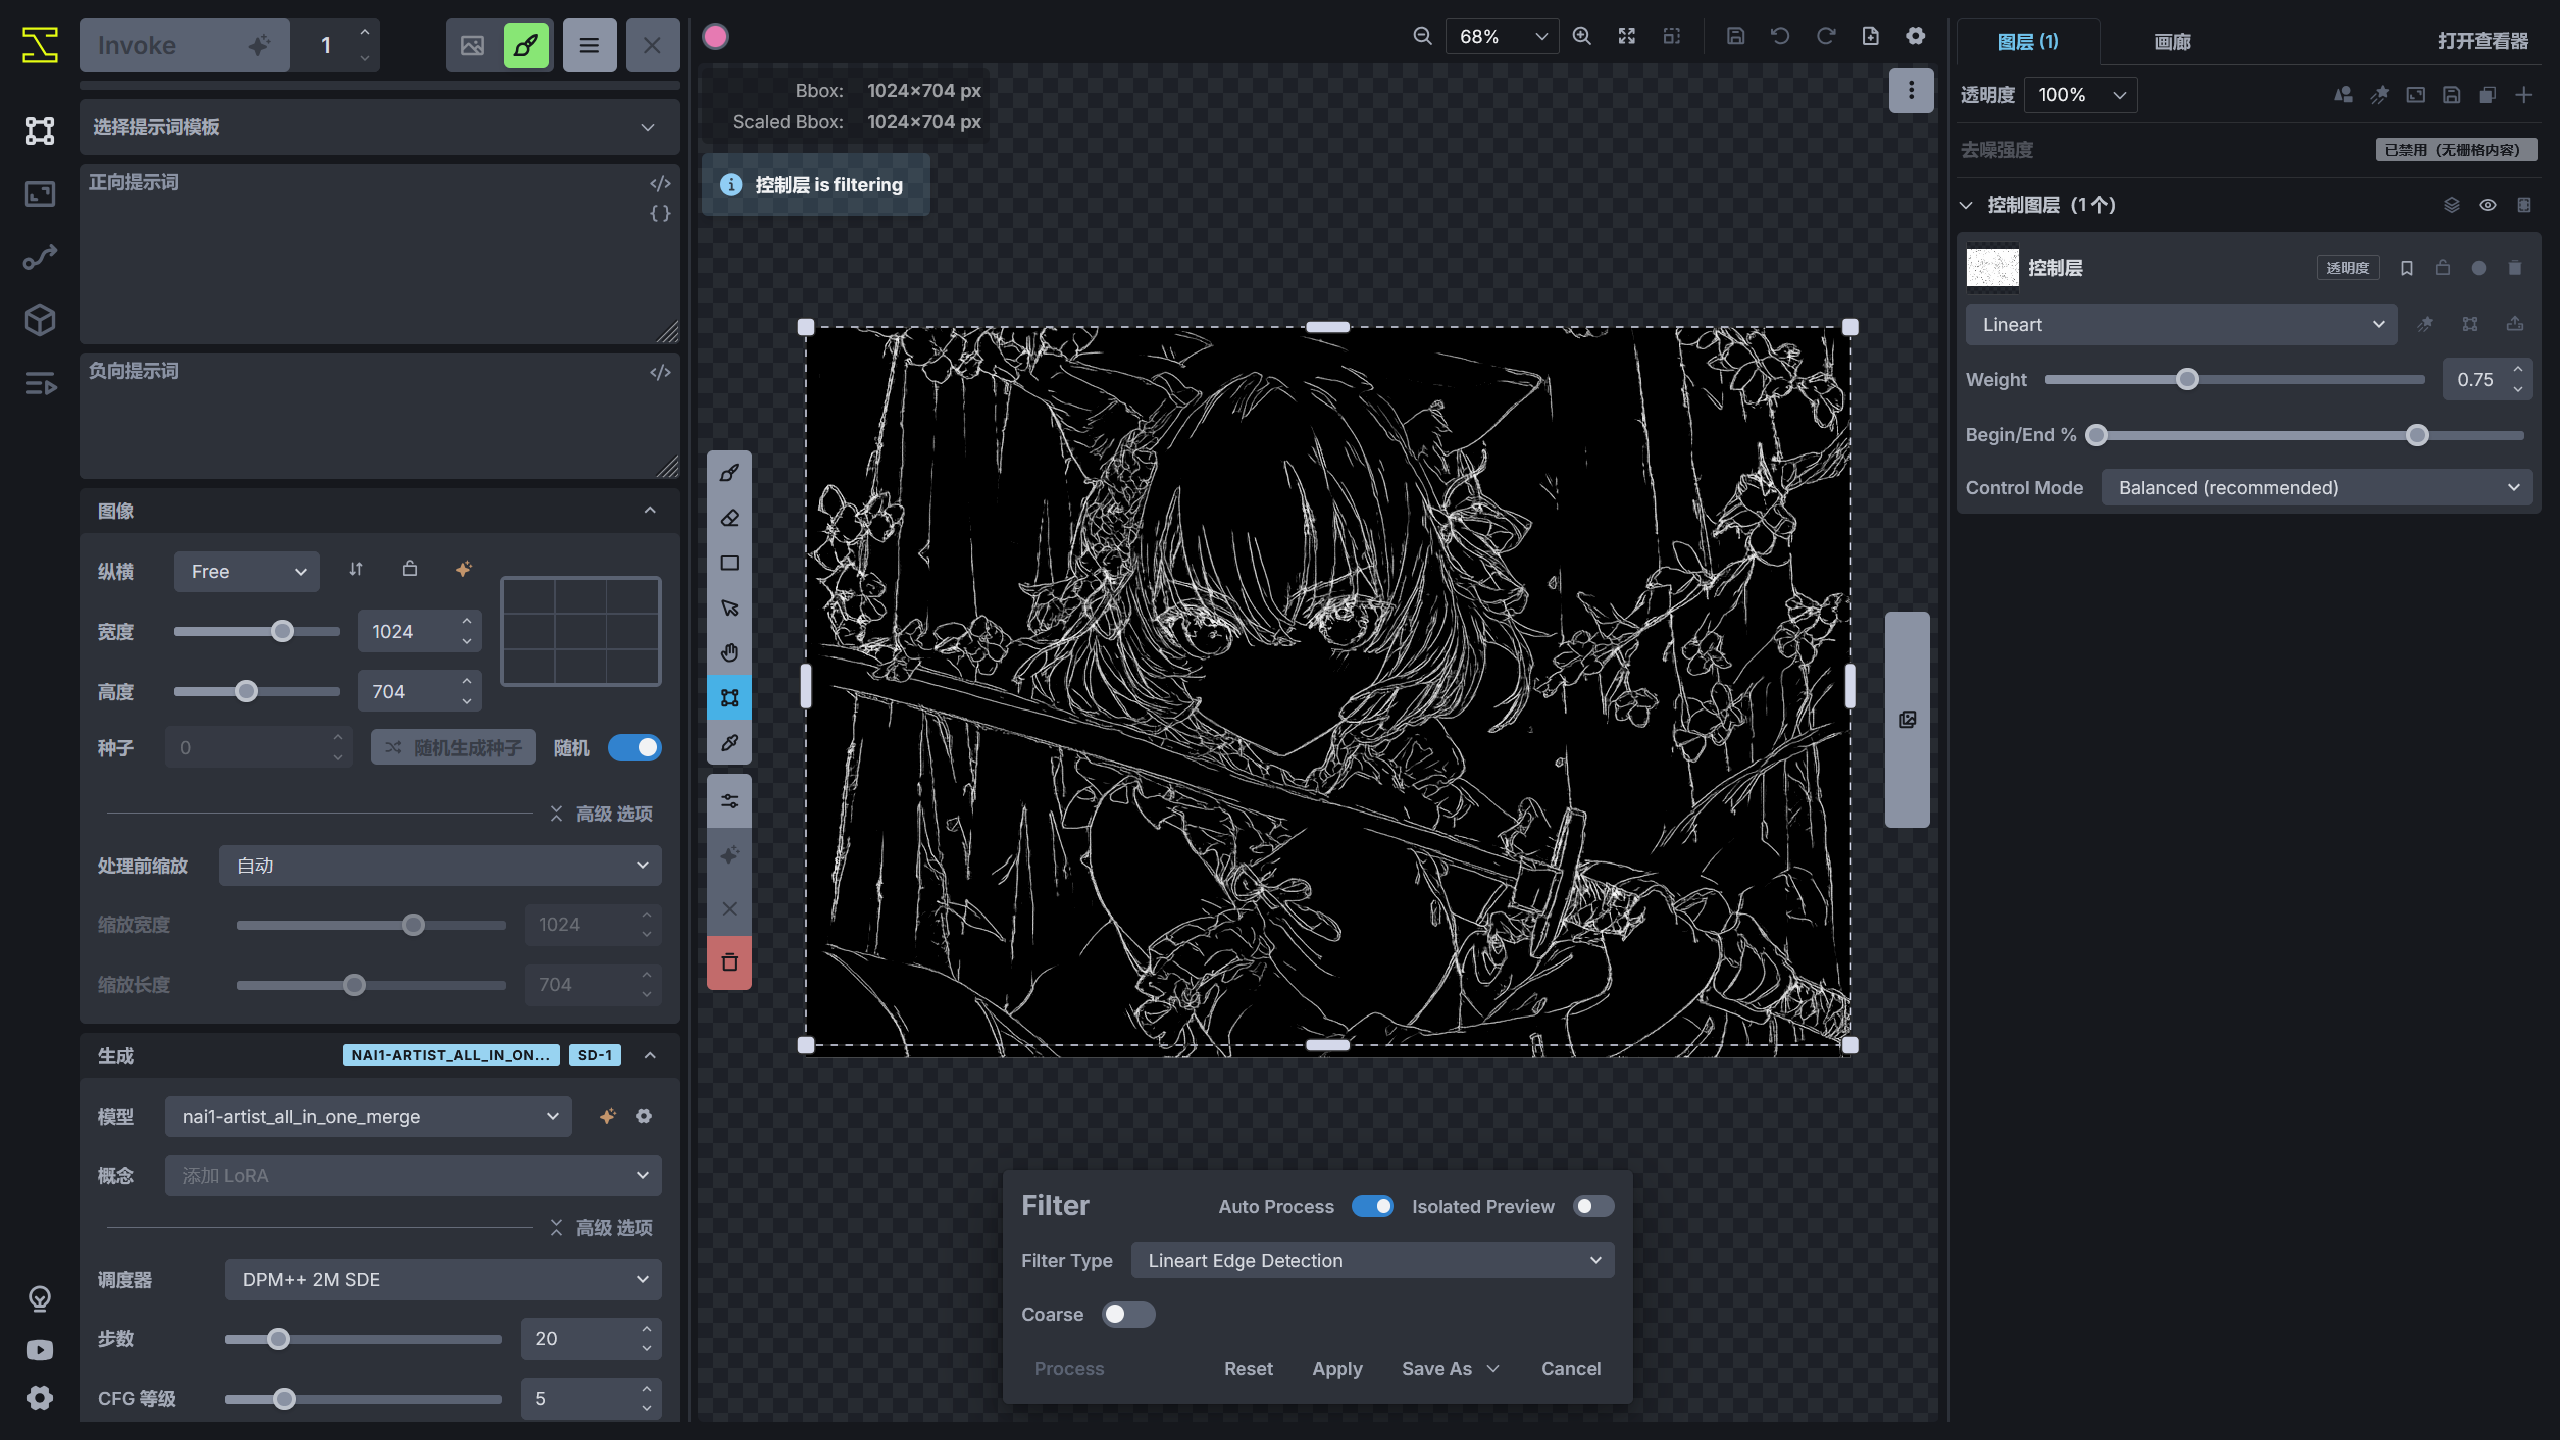 Invoke
1
选择提示词模板
正向提示词
负向提示词
图像
纵横
Free
宽度
1024
高度
704
种子
0
随机生成种子
随机
高级 选项
处理前缩放
自动
缩放宽度
1024
缩放长度
704
生成
NAI1-ARTIST_ALL_IN_ON...
SD-1
模型
nai1-artist_all_in_one_merge
概念
添加 LoRA
高级 选项
调度器
DPM++ 2M SDE
步数
20
CFG 等级
5
68%
Bbox: 1024×704 px
Scaled Bbox: 1024×704 px
控制层 is filtering
Filter
Auto Process
Isolated Preview
Filter Type
Lineart Edge Detection
Coarse
Process
Reset
Apply
Save As
Cancel
图层 (1)
画廊
打开查看器
透明度
100%
去噪强度
已禁用（无栅格内容）
控制图层（1 个）
控制层
透明度
Lineart
Weight
0.75
Begin/End %
Control Mode
Balanced (recommended)